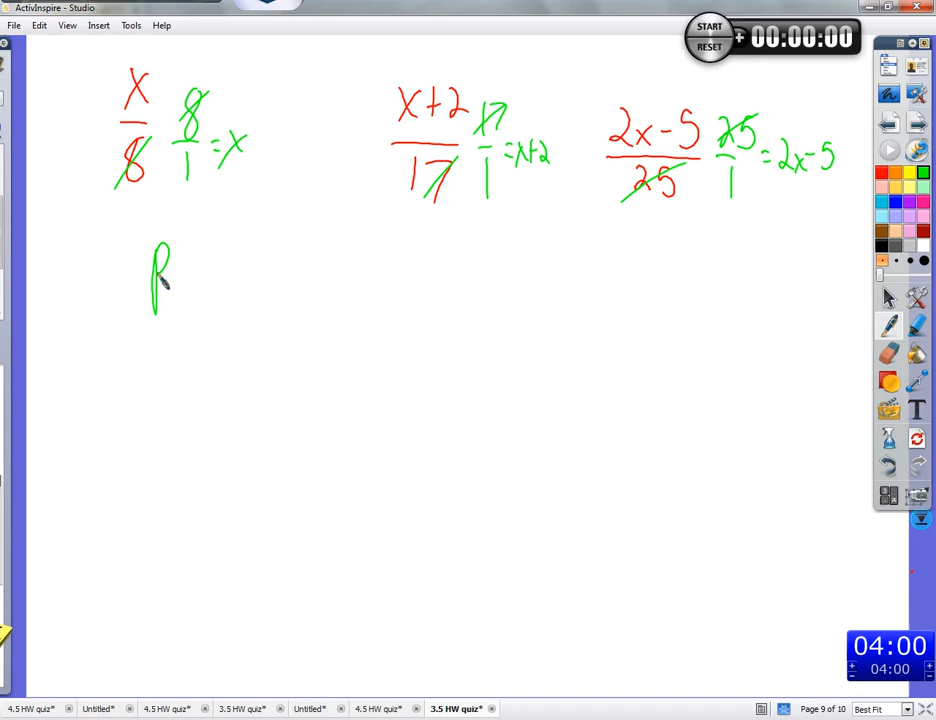 ActivInspire - Studio
File Edit View Insert Tools Help
START
RESET
+ 00:00:00
x/8 8/1 = x
x+2/17 17/1 = x+2
2x-5/25 25/1 = 2x-5
P
T
04:00
04:00
4.5 HW quiz* Untitled* 4.5 HW quiz* 3.5 HW quiz* Untitled* 4.5 HW quiz* 3.5 HW quiz* Page 9 of 10 Best Fit